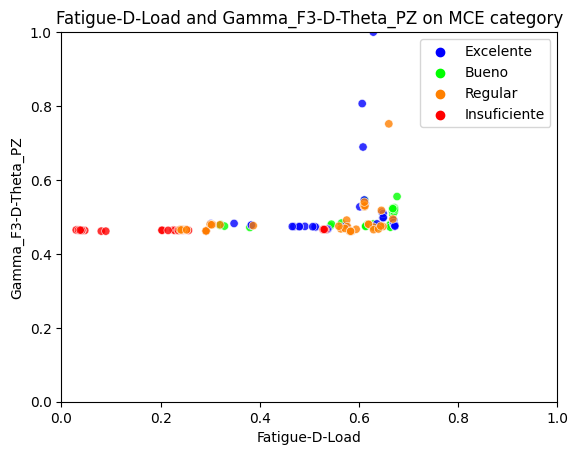 Fatigue-D-Load and Gamma_F3-D-Theta_PZ on MCE category
Gamma_F3-D-Theta_PZ
1.0
0.8
0.6
0.4
0.2
0.0
Excelente
Bueno
Regular
Insuficiente
0.0 0.2 0.4 0.6 0.8 1.0
Fatigue-D-Load